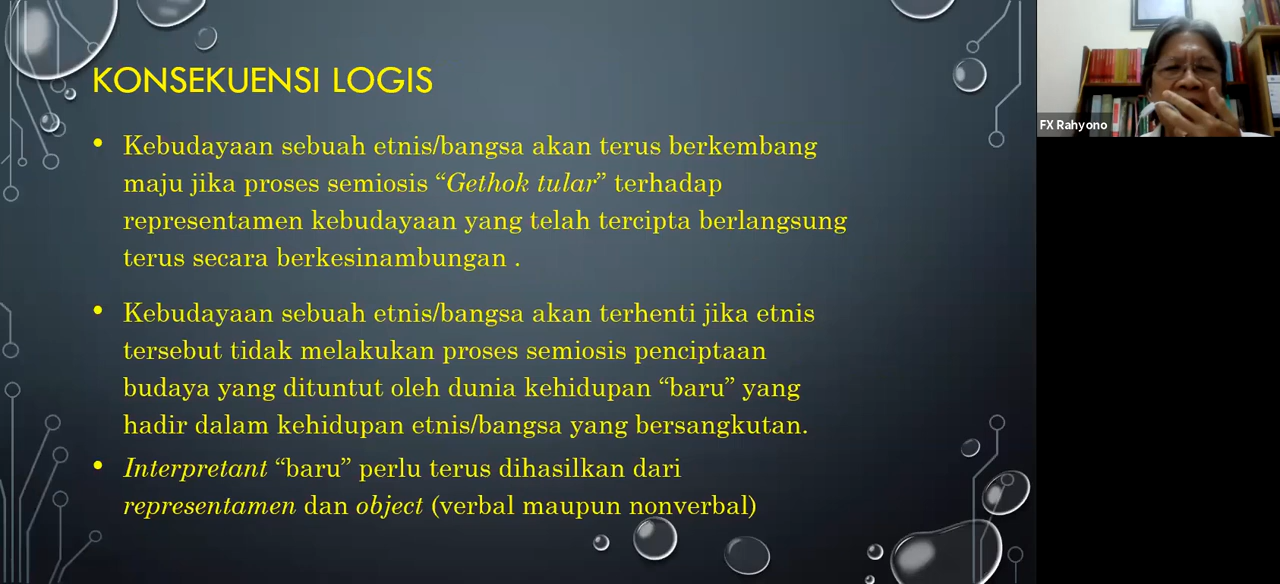 KONSEKUENSI LOGIS
• Kebudayaan sebuah etnis/bangsa akan terus berkembang
maju jika proses semiosis “Gethok tular” terhadap
representamen kebudayaan yang telah tercipta berlangsung
terus secara berkesinambungan .
• Kebudayaan sebuah etnis/bangsa akan terhenti jika etnis
tersebut tidak melakukan proses semiosis penciptaan
budaya yang dituntut oleh dunia kehidupan “baru” yang
hadir dalam kehidupan etnis/bangsa yang bersangkutan.
• Interpretant “baru” perlu terus dihasilkan dari
representamen dan object (verbal maupun nonverbal)
FX Rahyono